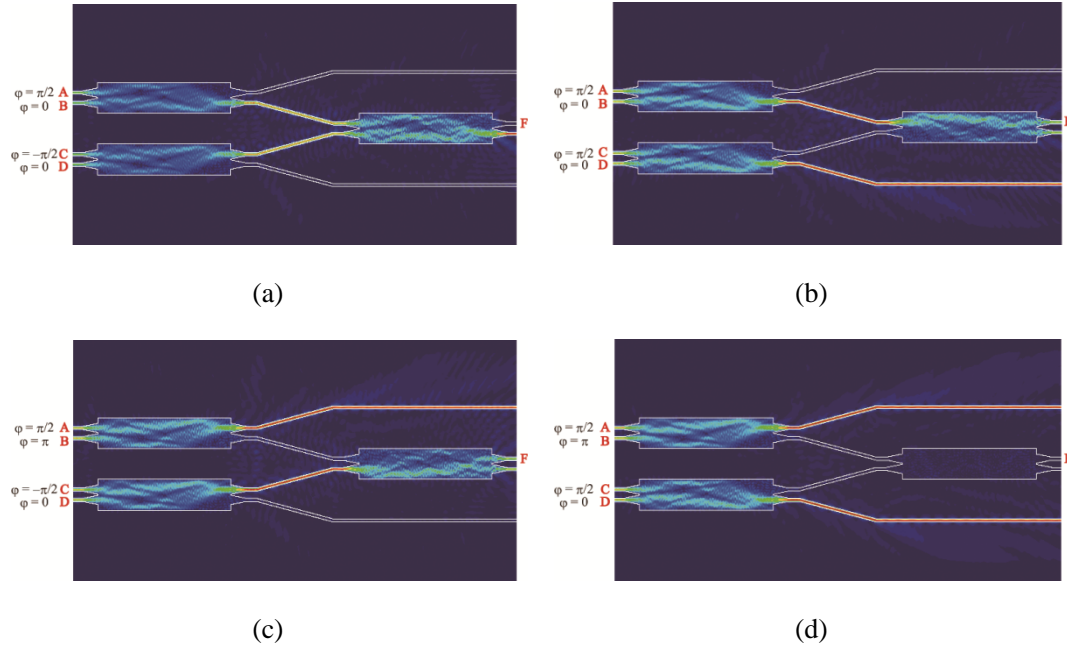 φ = π/2 A
φ = 0 B
F
φ = −π/2 C
φ = 0 D
(a)
φ = π/2 A
φ = 0 B
φ = π/2 C
φ = 0 D
(b)
φ = π/2 A
φ = π B
F
φ = −π/2 C
φ = 0 D
(c)
φ = π/2 A
φ = π B
φ = π/2 C
φ = 0 D
(d)